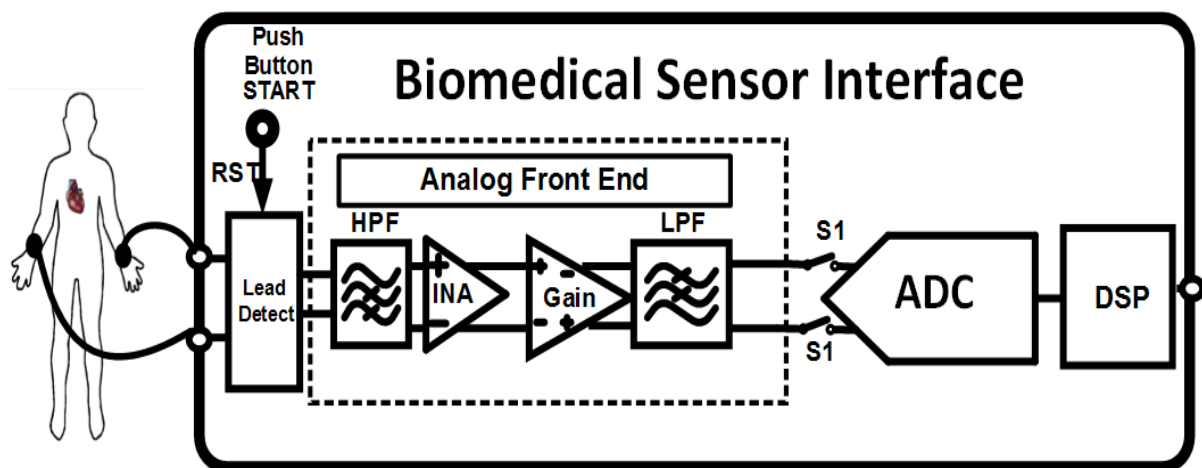 Push
Button
START
Biomedical Sensor Interface
RST
Analog Front End
HPF
LPF
S1
Lead
Detect
+
−
INA
+
−
Gain
-
+
ADC
DSP
S1